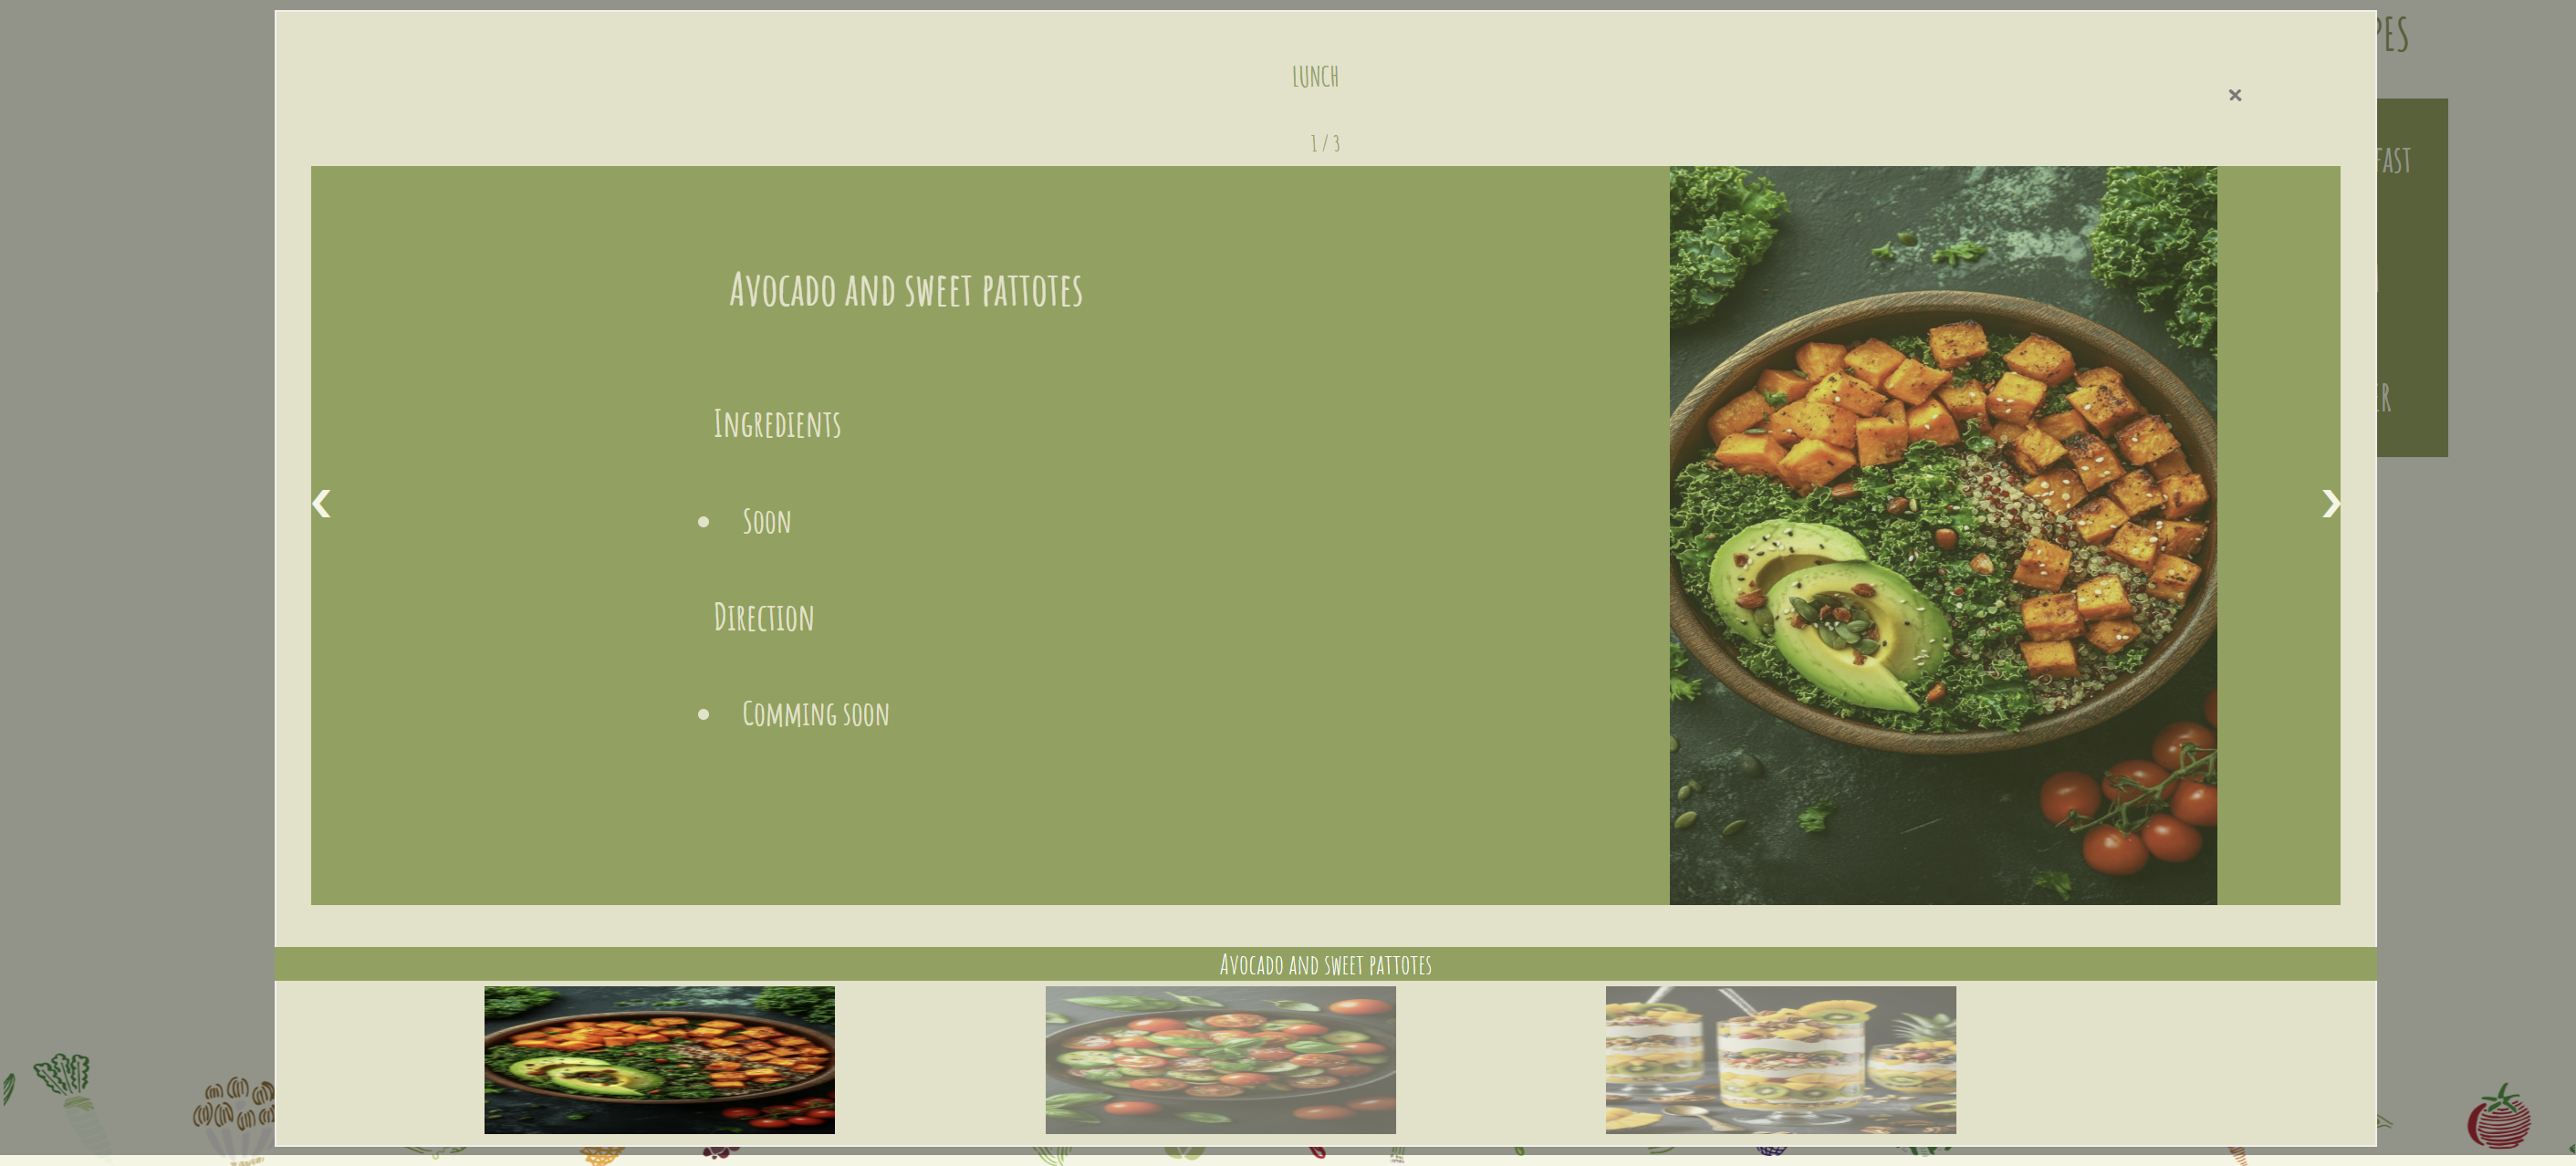 PES
LUNCH
1 / 3
FAST
Avocado and sweet pattotes
Ingredients
Soon
ER
Direction
Comming soon
Avocado and sweet pattotes